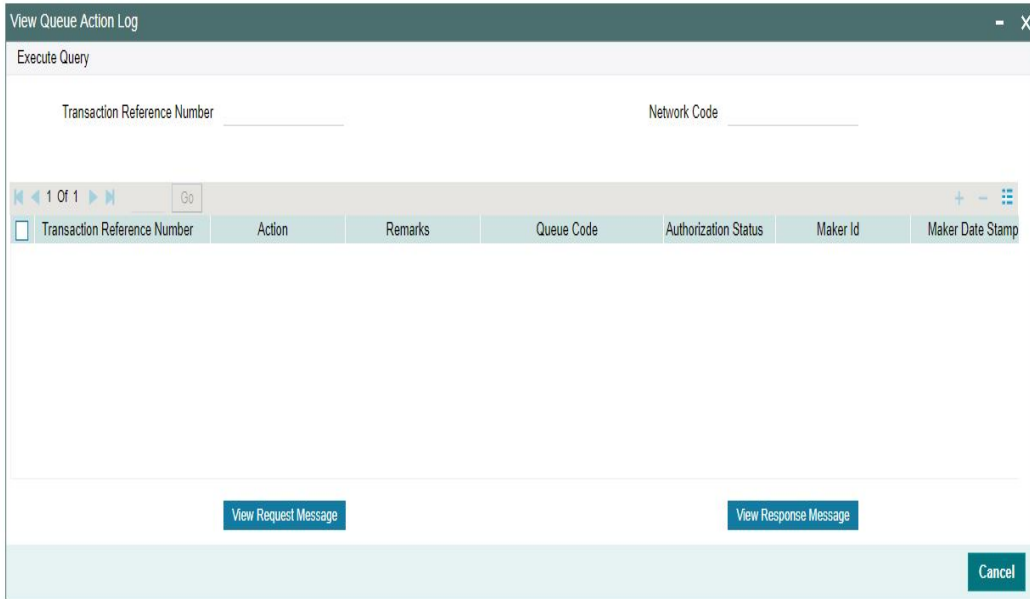 View Queue Action Log
Execute Query
Transaction Reference Number Network Code
1 Of 1 Go
Transaction Reference Number Action Remarks Queue Code Authorization Status Maker Id Maker Date Stamp
View Request Message View Response Message
Cancel